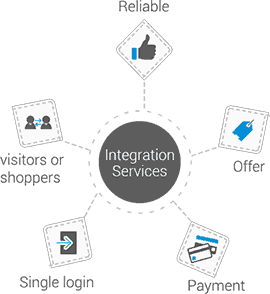 Reliable
visitors or
shoppers
Integration
Services
Offer
Single login
Payment